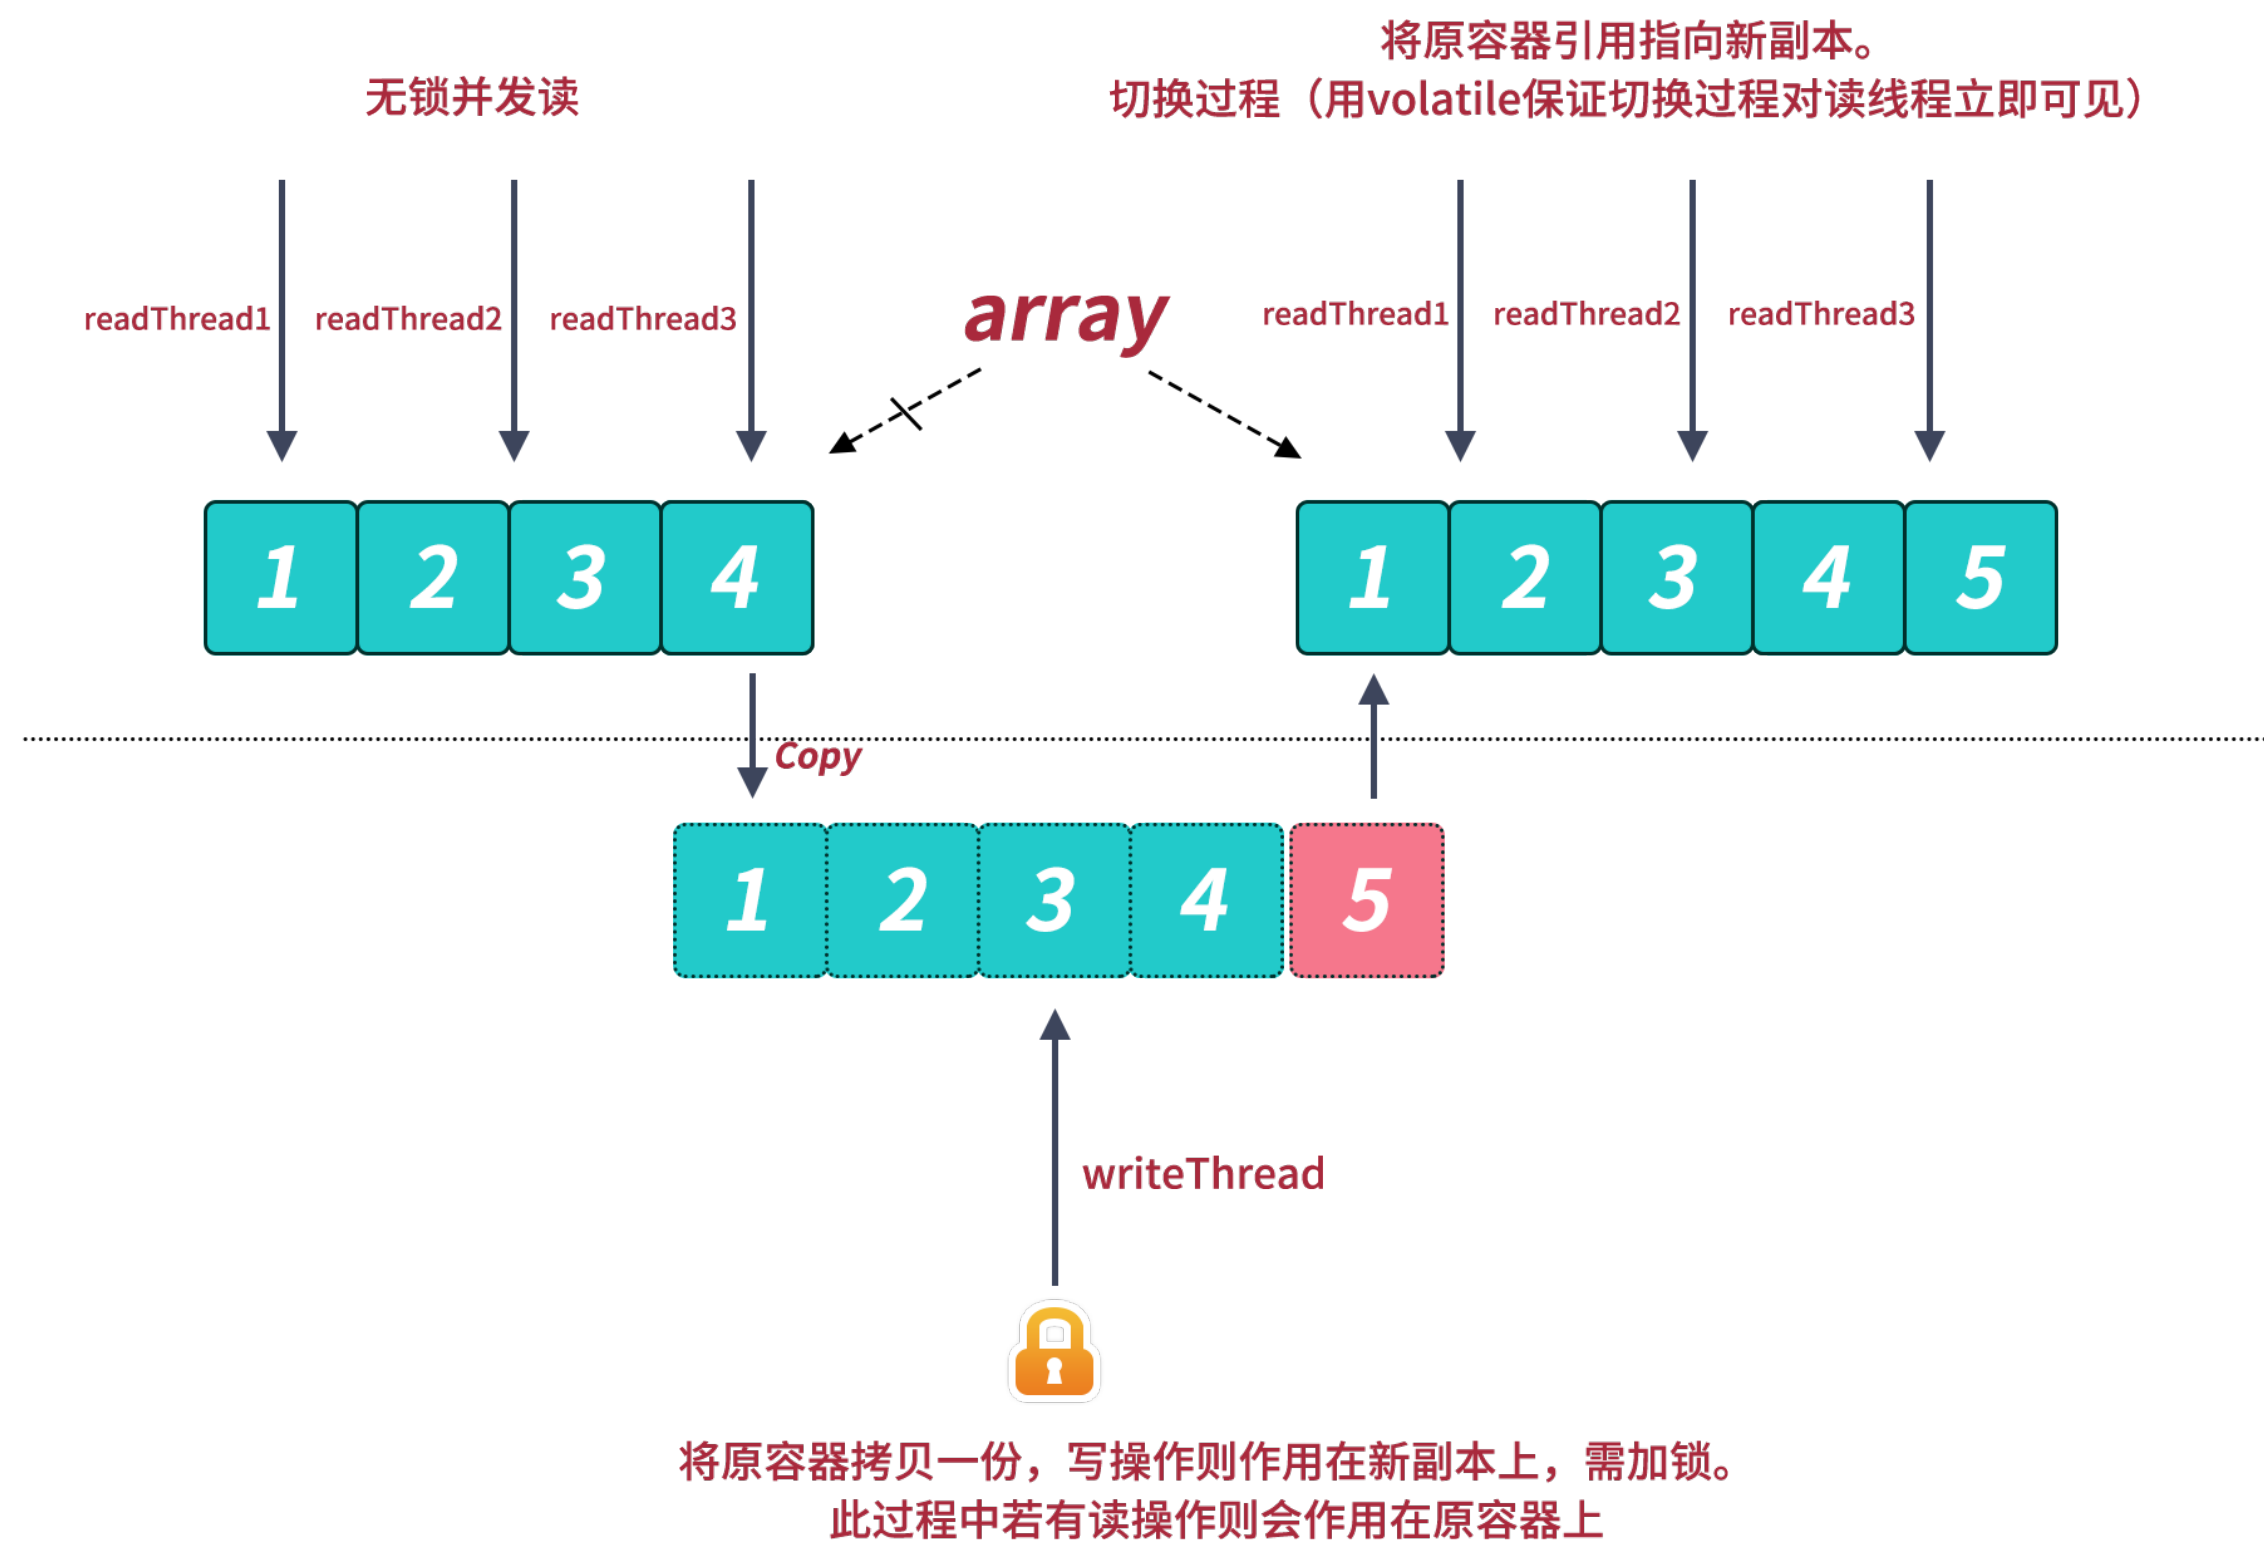 将原容器引用指向新副本。
无锁并发读
切换过程（用volatile保证切换过程对读线程立即可见）
array
readThread1
readThread2
readThread3
readThread1
readThread2
readThread3
1 2 3 4
1 2 3 4 5
Copy
1 2 3 4 5
writeThread
将原容器拷贝一份，写操作则作用在新副本上，需加锁。
此过程中若有读操作则会作用在原容器上